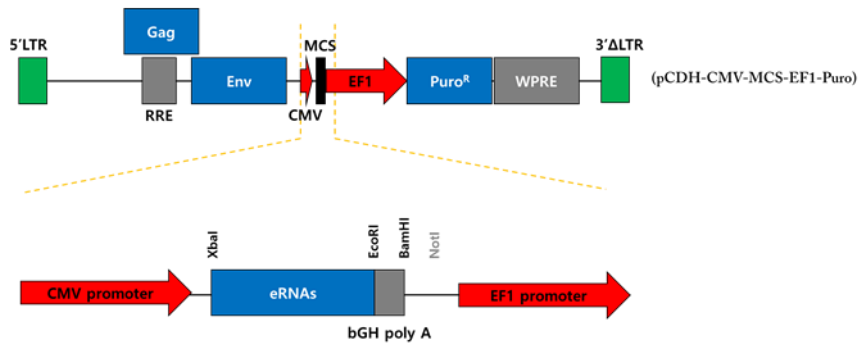 Gag
5'LTR
MCS
3'ΔLTR
Env
EF1
Puroᴿ
WPRE
(pCDH-CMV-MCS-EF1-Puro)
RRE
CMV
XbaI
EcoRI
BamHI
NotI
CMV promoter
eRNAs
EF1 promoter
bGH poly A